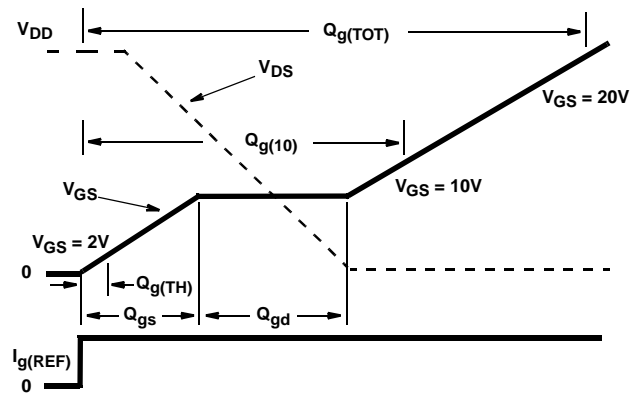 V_DD
Q_g(TOT)
V_DS
V_GS = 20V
Q_g(10)
V_GS
V_GS = 10V
V_GS = 2V
0
Q_g(TH)
Q_gs
Q_gd
I_g(REF)
0